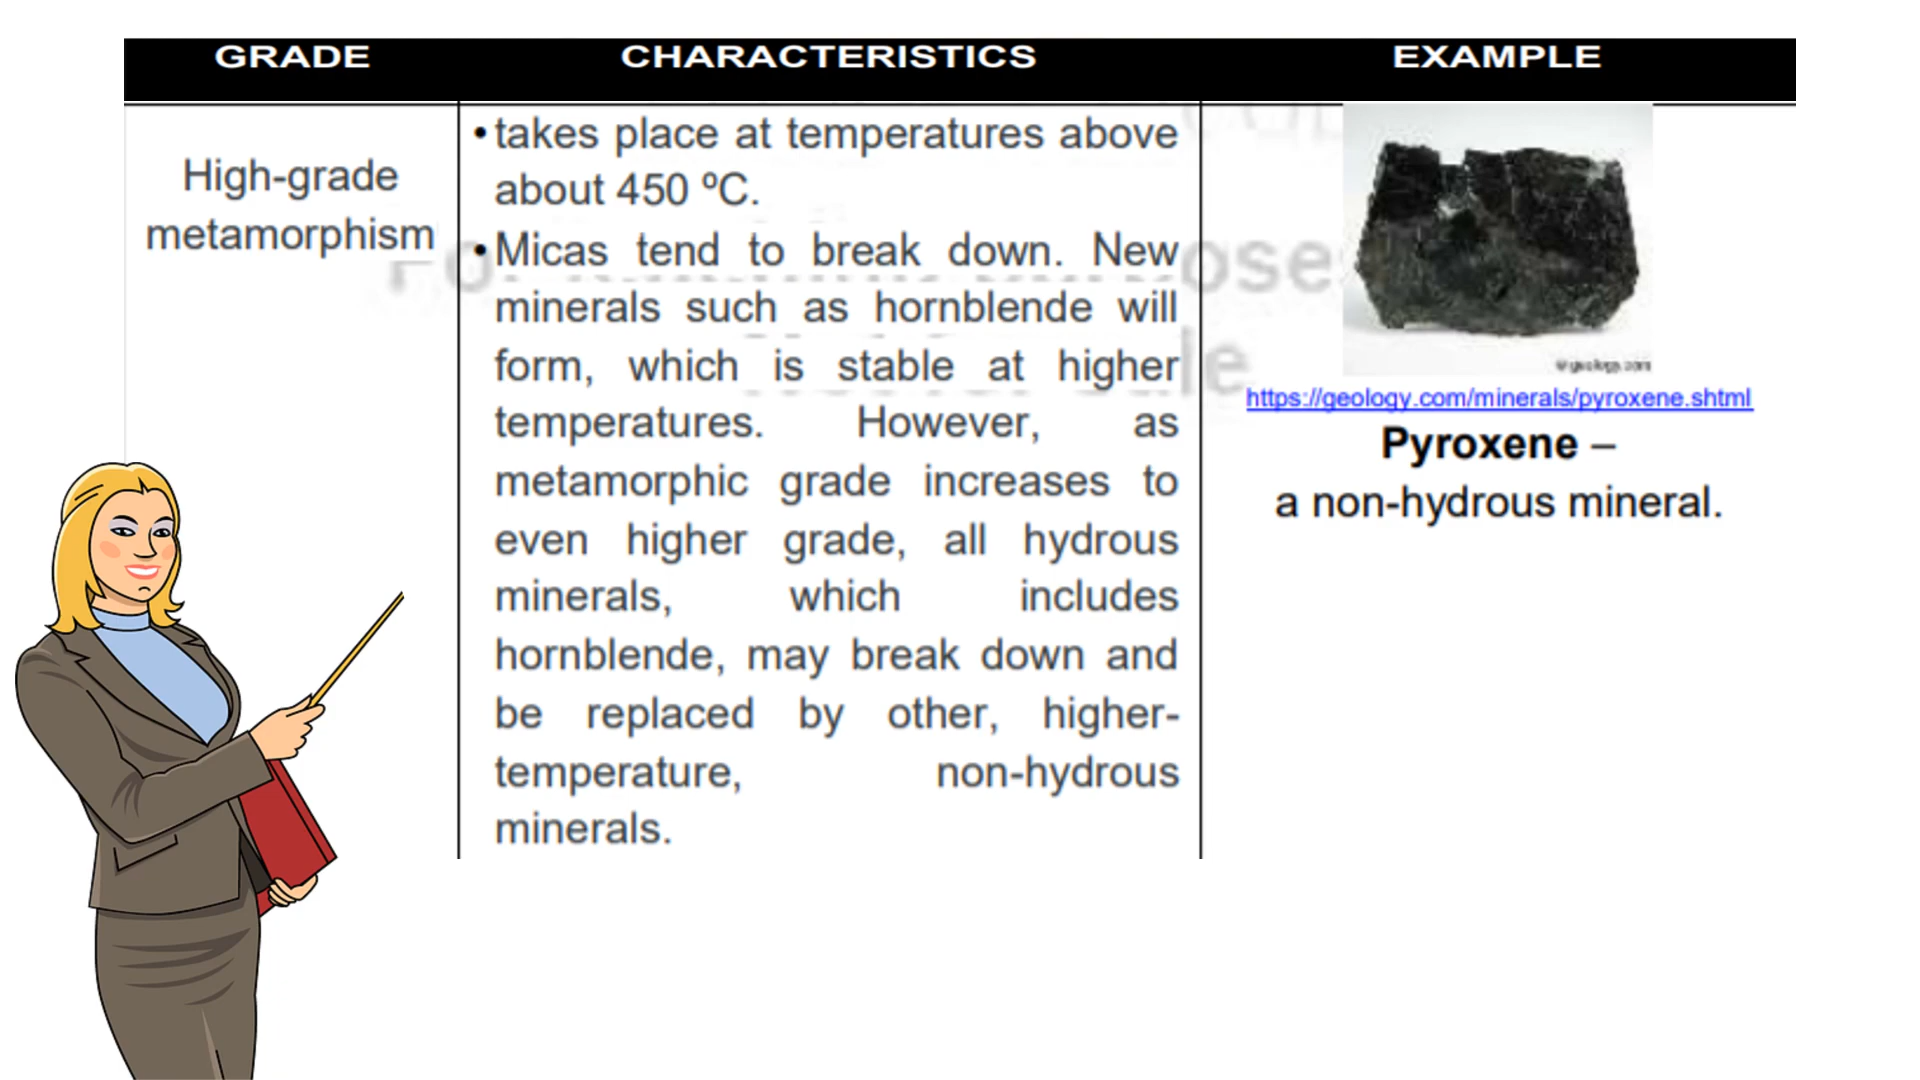 GRADE CHARACTERISTICS EXAMPLE
High-grade
metamorphism
• takes place at temperatures above
about 450 ºC.
• Micas tend to break down. New
minerals such as hornblende will
form, which is stable at higher
temperatures. However, as
metamorphic grade increases to
even higher grade, all hydrous
minerals, which includes
hornblende, may break down and
be replaced by other, higher-
temperature, non-hydrous
minerals.
© geology.com
https://geology.com/minerals/pyroxene.shtml
Pyroxene –
a non-hydrous mineral.